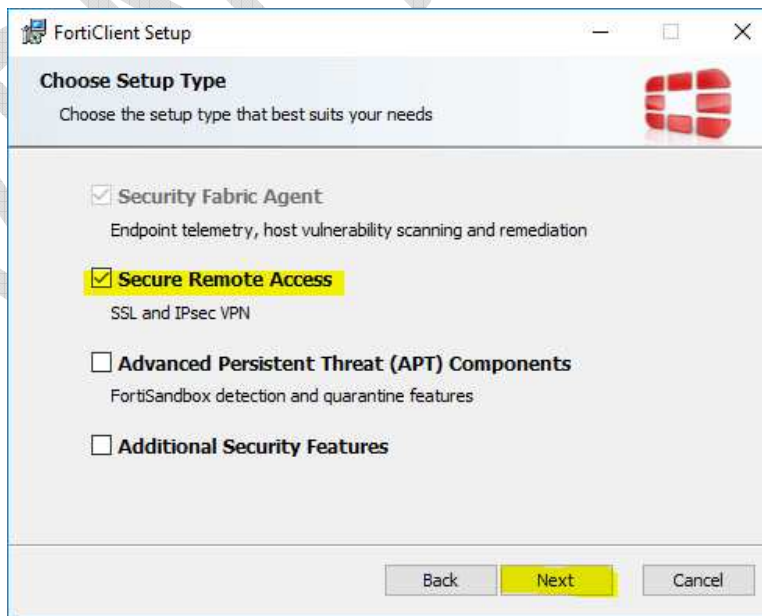 FortiClient Setup
Choose Setup Type
Choose the setup type that best suits your needs
Security Fabric Agent
Endpoint telemetry, host vulnerability scanning and remediation
Secure Remote Access
SSL and IPsec VPN
Advanced Persistent Threat (APT) Components
FortiSandbox detection and quarantine features
Additional Security Features
Back Next Cancel